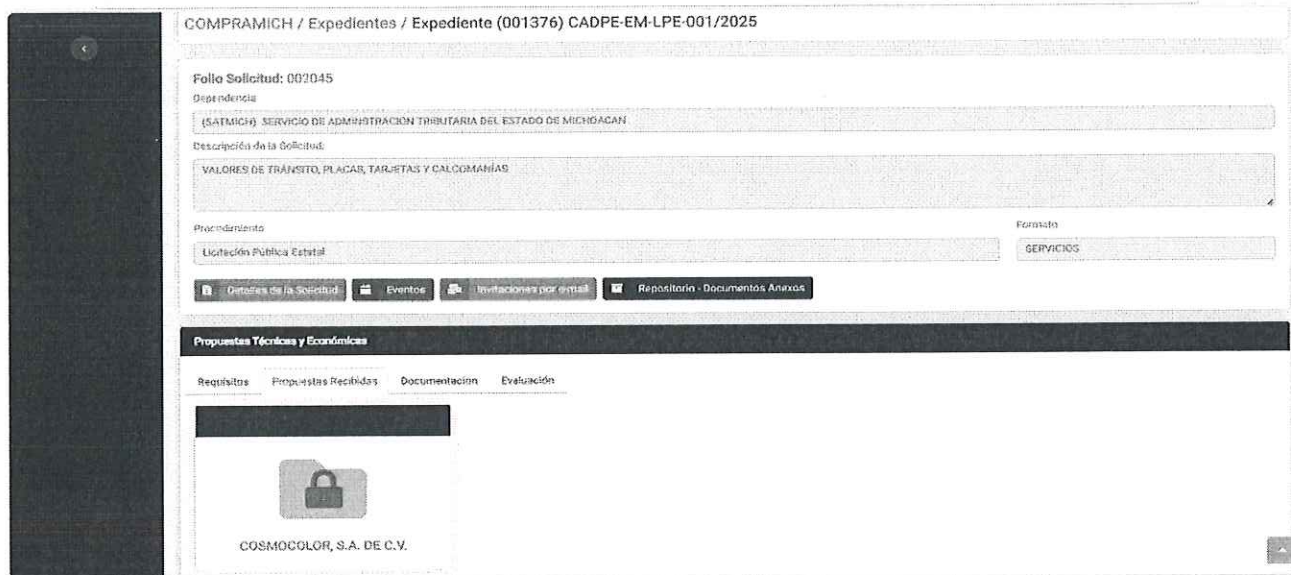 COMPRAMICH / Expedientes / Expediente (001376) CADPE-EM-LPE-001/2025
Folio Solicitud: 002045
Dependencia
(SATMICH) SERVICIO DE ADMINISTRACION TRIBUTARIA DEL ESTADO DE MICHOACAN
Descripción de la Solicitud:
VALORES DE TRÁNSITO, PLACAS, TARJETAS Y CALCOMANÍAS
Procedimiento
Formato
Licitación Pública Estatal
SERVICIOS
Detalles de la Solicitud Eventos Invitaciones por e-mail Repositorio - Documentos Anexos
Propuestas Técnicas y Económicas
Requisitos Propuestas Recibidas Documentacion Evaluación
COSMOCOLOR, S.A. DE C.V.